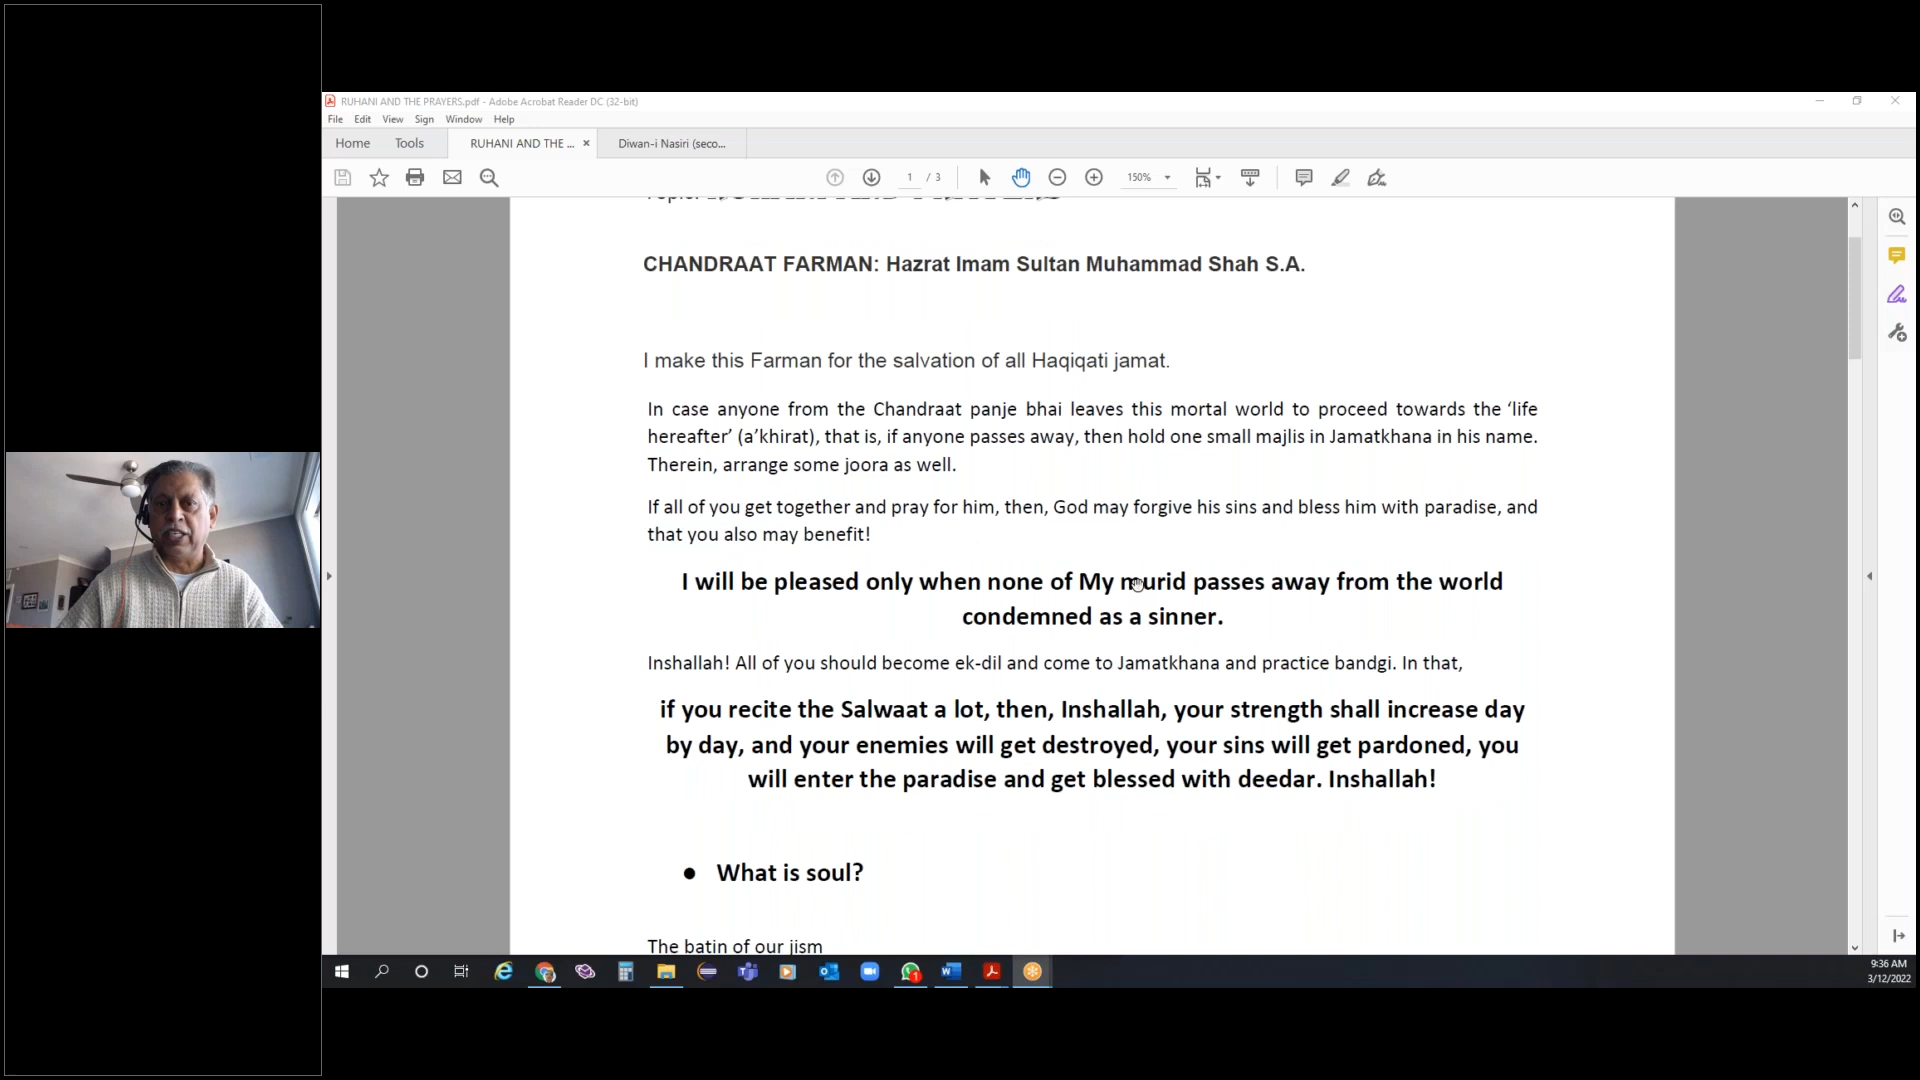 RUHANI AND THE PRAYERS.pdf - Adobe Acrobat Reader DC (32-bit)
File Edit View Sign Window Help
Home Tools RUHANI AND THE ... × Diwan-i Nasiri (seco...
1 / 3 150%
CHANDRAAT FARMAN: Hazrat Imam Sultan Muhammad Shah S.A.
I make this Farman for the salvation of all Haqiqati jamat.
In case anyone from the Chandraat panje bhai leaves this mortal world to proceed towards the ‘life
hereafter’ (a’khirat), that is, if anyone passes away, then hold one small majlis in Jamatkhana in his name.
Therein, arrange some joora as well.
If all of you get together and pray for him, then, God may forgive his sins and bless him with paradise, and
that you also may benefit!
I will be pleased only when none of My murid passes away from the world
condemned as a sinner.
Inshallah! All of you should become ek-dil and come to Jamatkhana and practice bandgi. In that,
if you recite the Salwaat a lot, then, Inshallah, your strength shall increase day
by day, and your enemies will get destroyed, your sins will get pardoned, you
will enter the paradise and get blessed with deedar. Inshallah!
● What is soul?
The batin of our jism
9:36 AM
3/12/2022